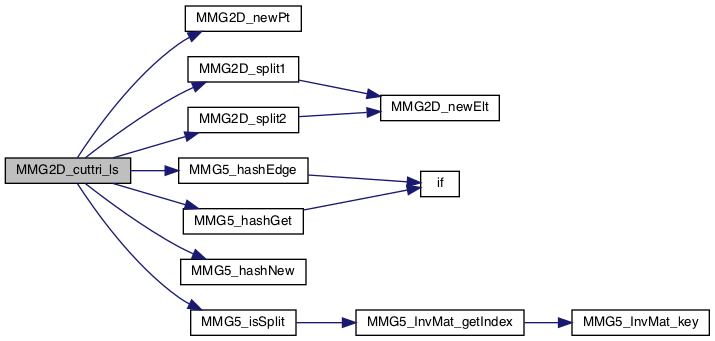 MMG2D_newPt
MMG2D_split1
MMG2D_newElt
MMG2D_split2
MMG2D_cuttri_ls
MMG5_hashEdge
if
MMG5_hashGet
MMG5_hashNew
MMG5_isSplit
MMG5_InvMat_getIndex
MMG5_InvMat_key